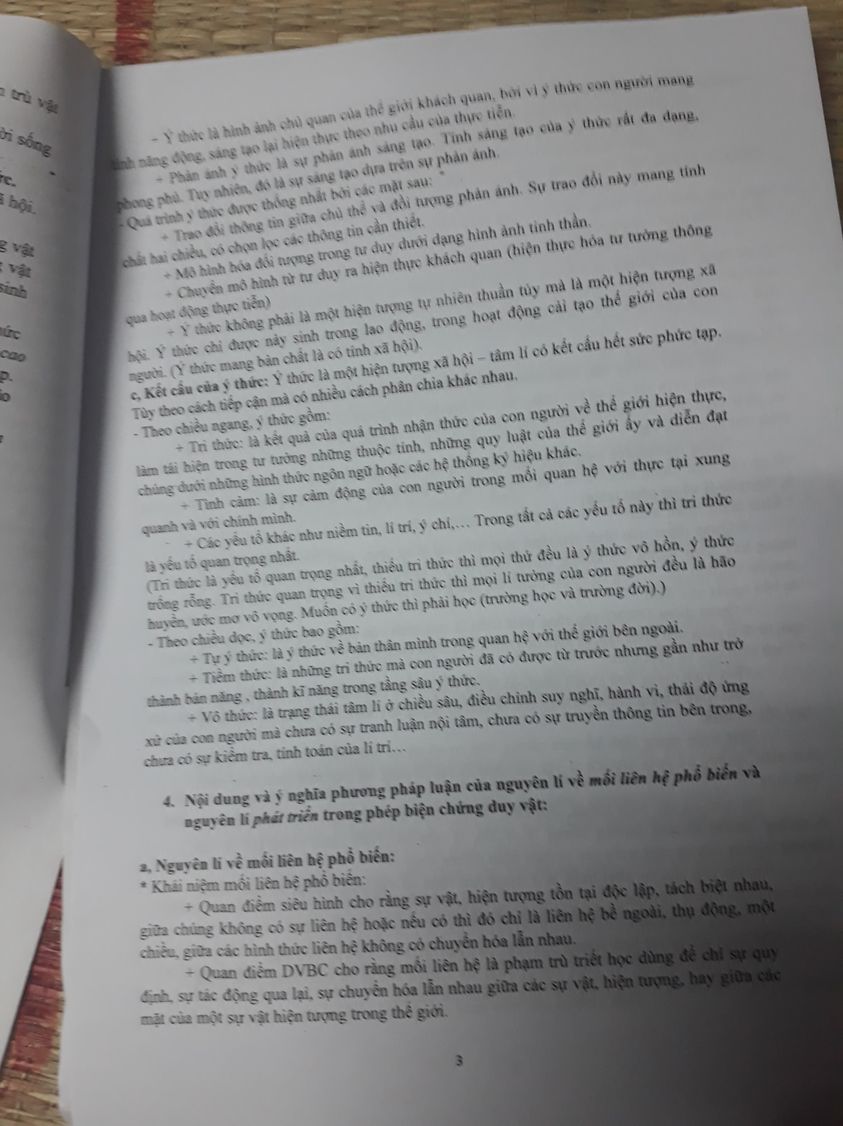 n trù vật
ời sống
ức.
ã hội.
g vật
t vật
sinh
ức
cao
p.
- Ý thức là hình ảnh chủ quan của thế giới khách quan, bởi vì ý thức con người mang
tính năng động, sáng tạo lại hiện thực theo nhu cầu của thực tiễn.
+ Phản ánh ý thức là sự phản ánh sáng tạo. Tính sáng tạo của ý thức rất đa dạng,
phong phú. Tuy nhiên, đó là sự sáng tạo dựa trên sự phản ánh.
- Quá trình ý thức được thống nhất bởi các mặt sau:
+ Trao đổi thông tin giữa chủ thể và đối tượng phản ánh. Sự trao đổi này mang tính
chất hai chiều, có chọn lọc các thông tin cần thiết.
+ Mô hình hóa đối tượng trong tư duy dưới dạng hình ảnh tinh thần.
+ Chuyển mô hình từ tư duy ra hiện thực khách quan (hiện thực hóa tư tưởng thông
qua hoạt động thực tiễn)
+ Ý thức không phải là một hiện tượng tự nhiên thuần túy mà là một hiện tượng xã
hội. Ý thức chỉ được nảy sinh trong lao động, trong hoạt động cải tạo thế giới của con
người. (Ý thức mang bản chất là có tính xã hội).
c, Kết cấu của ý thức: Ý thức là một hiện tượng xã hội – tâm lí có kết cấu hết sức phức tạp.
Tùy theo cách tiếp cận mà có nhiều cách phân chia khác nhau.
- Theo chiều ngang, ý thức gồm:
+ Tri thức: là kết quả của quá trình nhận thức của con người về thế giới hiện thực,
làm tái hiện trong tư tưởng những thuộc tính, những quy luật của thế giới ấy và diễn đạt
chúng dưới những hình thức ngôn ngữ hoặc các hệ thống ký hiệu khác.
+ Tình cảm: là sự cảm động của con người trong mối quan hệ với thực tại xung
quanh và với chính mình.
+ Các yếu tố khác như niềm tin, lí trí, ý chí,… Trong tất cả các yếu tố này thì tri thức
là yếu tố quan trọng nhất.
(Tri thức là yếu tố quan trọng nhất, thiếu tri thức thì mọi thứ đều là ý thức vô hồn, ý thức
trống rỗng. Tri thức quan trọng vì thiếu tri thức thì mọi lí tưởng của con người đều là hão
huyền, ước mơ vô vọng. Muốn có ý thức thì phải học (trường học và trường đời).)
- Theo chiều dọc, ý thức bao gồm:
+ Tự ý thức: là ý thức về bản thân mình trong quan hệ với thế giới bên ngoài.
+ Tiềm thức: là những tri thức mà con người đã có được từ trước nhưng gần như trở
thành bản năng , thành kĩ năng trong tầng sâu ý thức.
+ Vô thức: là trạng thái tâm lí ở chiều sâu, điều chỉnh suy nghĩ, hành vi, thái độ ứng
xử của con người mà chưa có sự tranh luận nội tâm, chưa có sự truyền thông tin bên trong,
chưa có sự kiểm tra, tính toán của lí trí…
4. Nội dung và ý nghĩa phương pháp luận của nguyên lí về mối liên hệ phổ biến và
nguyên lí phát triển trong phép biện chứng duy vật:
a, Nguyên lí về mối liên hệ phổ biến:
* Khái niệm mối liên hệ phổ biến:
+ Quan điểm siêu hình cho rằng sự vật, hiện tượng tồn tại độc lập, tách biệt nhau,
giữa chúng không có sự liên hệ hoặc nếu có thì đó chỉ là liên hệ bề ngoài, thụ động, một
chiều, giữa các hình thức liên hệ không có chuyển hóa lẫn nhau.
+ Quan điểm DVBC cho rằng mối liên hệ là phạm trù triết học dùng để chỉ sự quy
định, sự tác động qua lại, sự chuyển hóa lẫn nhau giữa các sự vật, hiện tượng, hay giữa các
mặt của một sự vật hiện tượng trong thế giới.
3